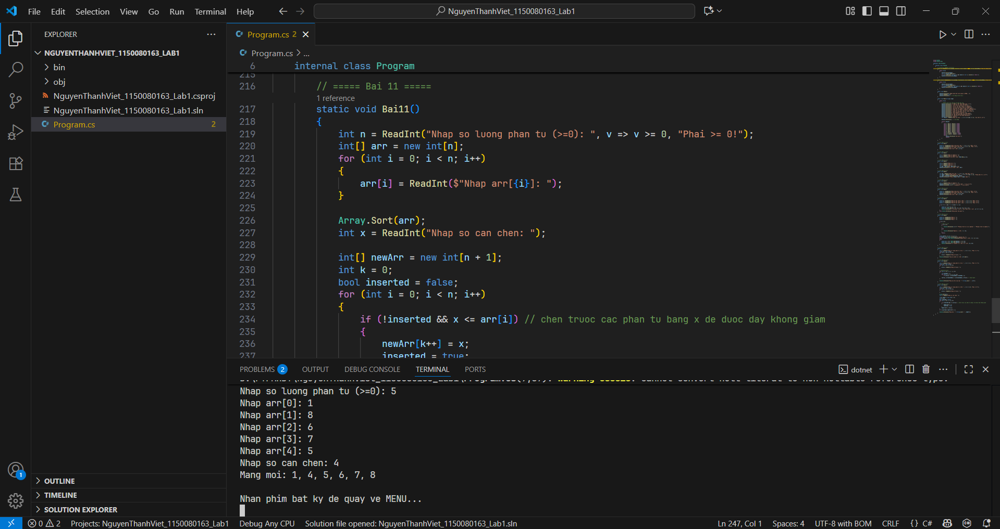 File Edit Selection View Go Run Terminal Help
NguyenThanhViet_1150080163_Lab1
EXPLORER
NGUYENTHANHVIET_1150080163_LAB1
bin
obj
NguyenThanhViet_1150080163_Lab1.csproj
NguyenThanhViet_1150080163_Lab1.sln
C# Program.cs 2
OUTLINE
TIMELINE
SOLUTION EXPLORER
C# Program.cs 2
C# Program.cs > ...
6 internal class Program
215
216 // ===== Bai 11 =====
1 reference
217 static void Bai11()
218 {
219 int n = ReadInt("Nhap so luong phan tu (>=0): ", v => v >= 0, "Phai >= 0!");
220 int[] arr = new int[n];
221 for (int i = 0; i < n; i++)
222 {
223 arr[i] = ReadInt($"Nhap arr[{i}]: ");
224 }
225
226 Array.Sort(arr);
227 int x = ReadInt("Nhap so can chen: ");
228
229 int[] newArr = new int[n + 1];
230 int k = 0;
231 bool inserted = false;
232 for (int i = 0; i < n; i++)
233 {
234 if (!inserted && x <= arr[i]) // chen truoc cac phan tu bang x de duoc day khong giam
235 {
236 newArr[k++] = x;
237 inserted = true;
PROBLEMS 2 OUTPUT DEBUG CONSOLE TERMINAL PORTS
dotnet
Nhap so luong phan tu (>=0): 5
Nhap arr[0]: 1
Nhap arr[1]: 8
Nhap arr[2]: 6
Nhap arr[3]: 7
Nhap arr[4]: 5
Nhap so can chen: 4
Mang moi: 1, 4, 5, 6, 7, 8
Nhan phim bat ky de quay ve MENU...
1
0 2 Projects: NguyenThanhViet_1150080163_Lab1 Debug Any CPU Solution file opened: NguyenThanhViet_1150080163_Lab1.sln Ln 247, Col 1 Spaces: 4 UTF-8 with BOM CRLF {} C#